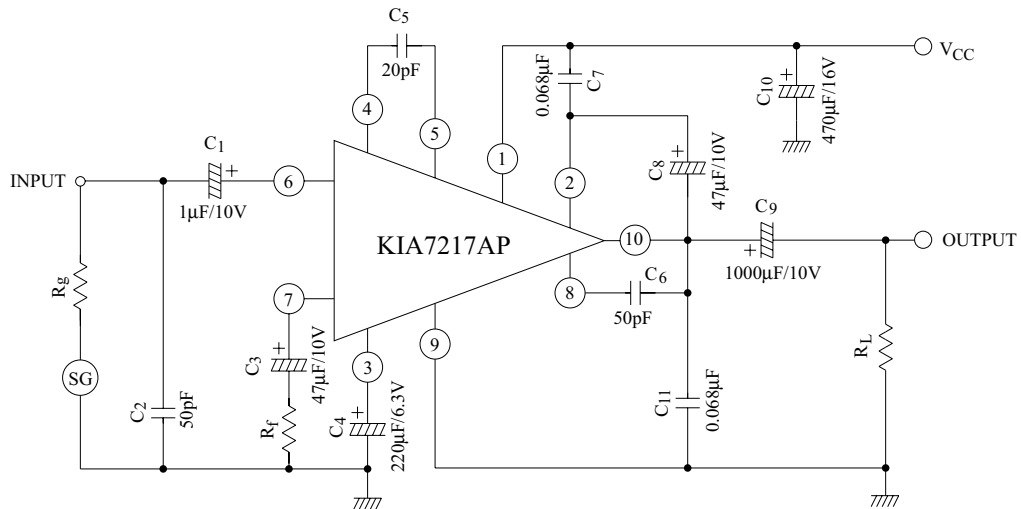 C5
20pF
4
5
C1
INPUT
1μF/10V
6
Rg
SG
C2
50pF
7
C3
47μF/10V
Rf
3
C4
220μF/6.3V
KIA7217AP
9
1
2
0.068μF
C7
VCC
C10
470μF/16V
C8
47μF/10V
10
8
C6
50pF
C9
1000μF/10V
OUTPUT
C11
0.068μF
RL
+
+
+
+
+
+